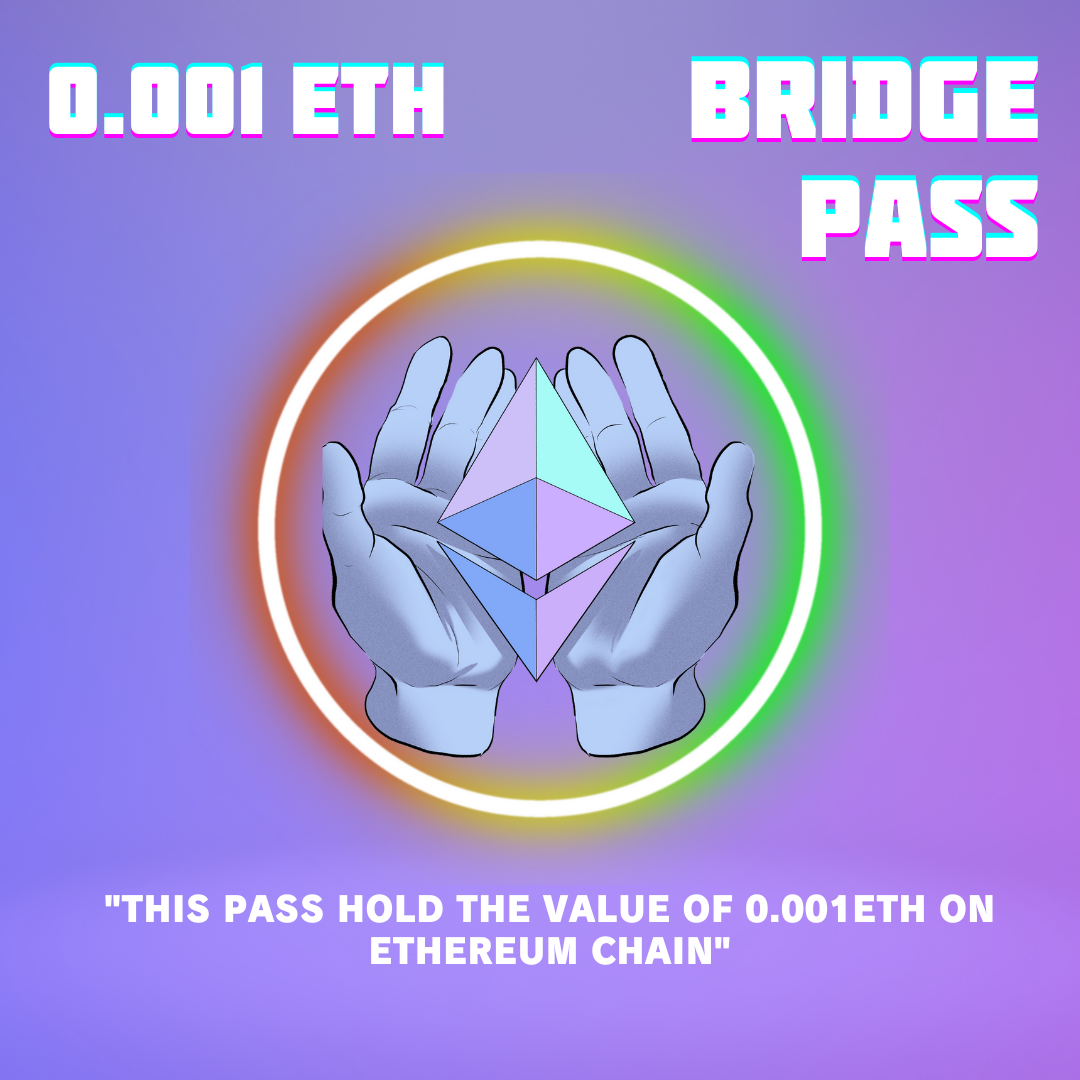 0.001 ETH
BRIDGE
PASS
"THIS PASS HOLD THE VALUE OF 0.001ETH ON
ETHEREUM CHAIN"